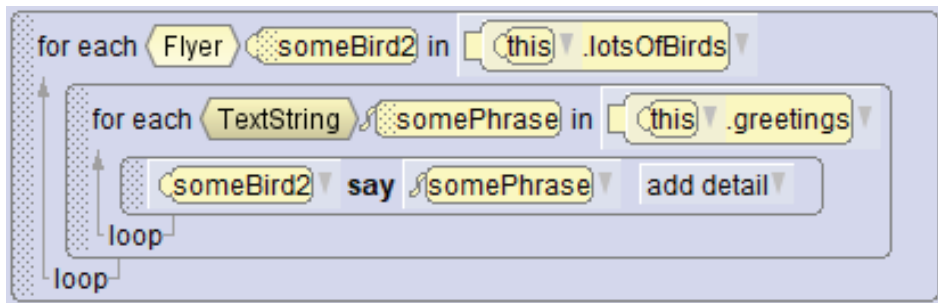 for each Flyer someBird2 in this .lotsOfBirds
for each TextString somePhrase in this .greetings
someBird2 say somePhrase add detail
loop
loop